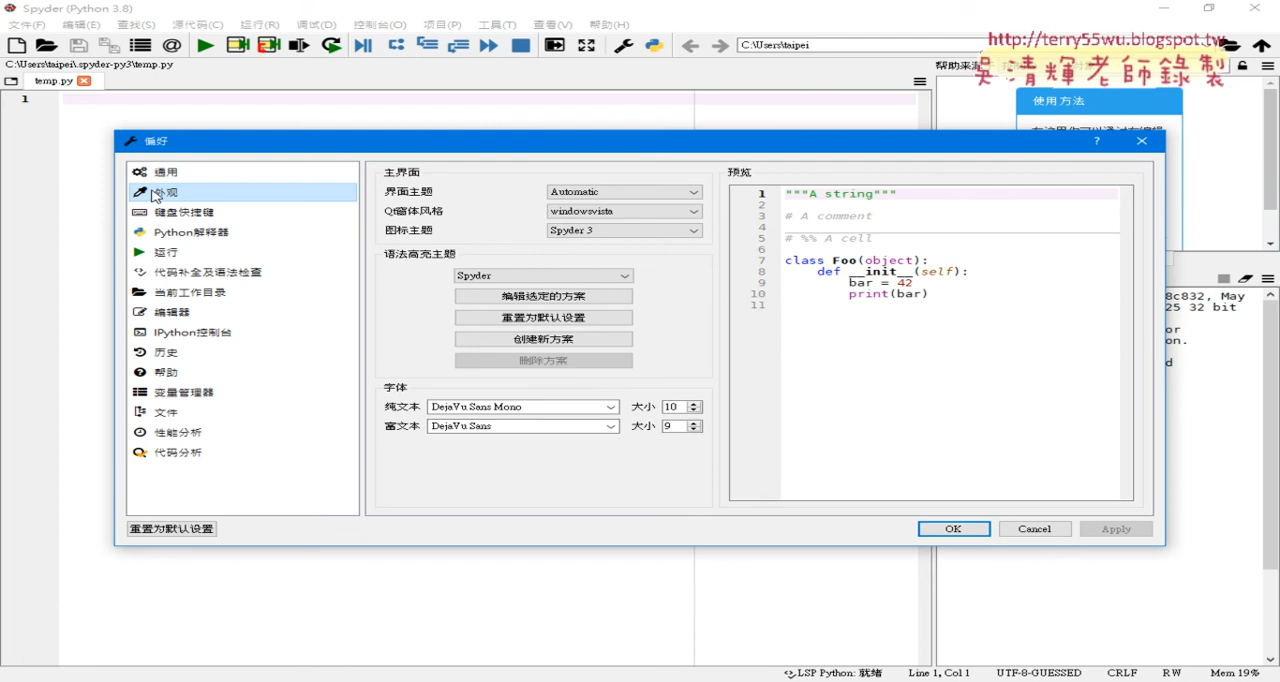 Spyder (Python 3.8)
文件(F) 编辑(E) 查找(S) 源代码(C) 运行(R) 调试(D) 控制台(O) 项目(P) 工具(T) 查看(V) 帮助(H)
C:\Users\taipei
http://terry55wu.blogspot.tw
C:\Users\taipei\.spyder-py3\temp.py
帮助来源
吳清輝老師錄製
temp.py
1
使用方法
偏好
?
通用
外观
键盘快捷键
Python解释器
运行
代码补全及语法检查
当前工作目录
编辑器
IPython控制台
历史
帮助
变量管理器
文件
性能分析
代码分析
主界面
界面主题 Automatic
Qt窗体风格 windowsvista
图标主题 Spyder 3
语法高亮主题
Spyder
编辑选定的方案
重置为默认设置
创建新方案
删除方案
字体
纯文本 DejaVu Sans Mono 大小 10
富文本 DejaVu Sans 大小 9
预览
1 """A string"""
2
3 # A comment
4
5 # %% A cell
6
7 class Foo(object):
8 def __init__(self):
9 bar = 42
10 print(bar)
11
重置为默认设置
OK Cancel Apply
8c832, May
25 32 bit
or
on.
d
LSP Python: 就绪 Line 1, Col 1 UTF-8-GUESSED CRLF RW Mem 19%